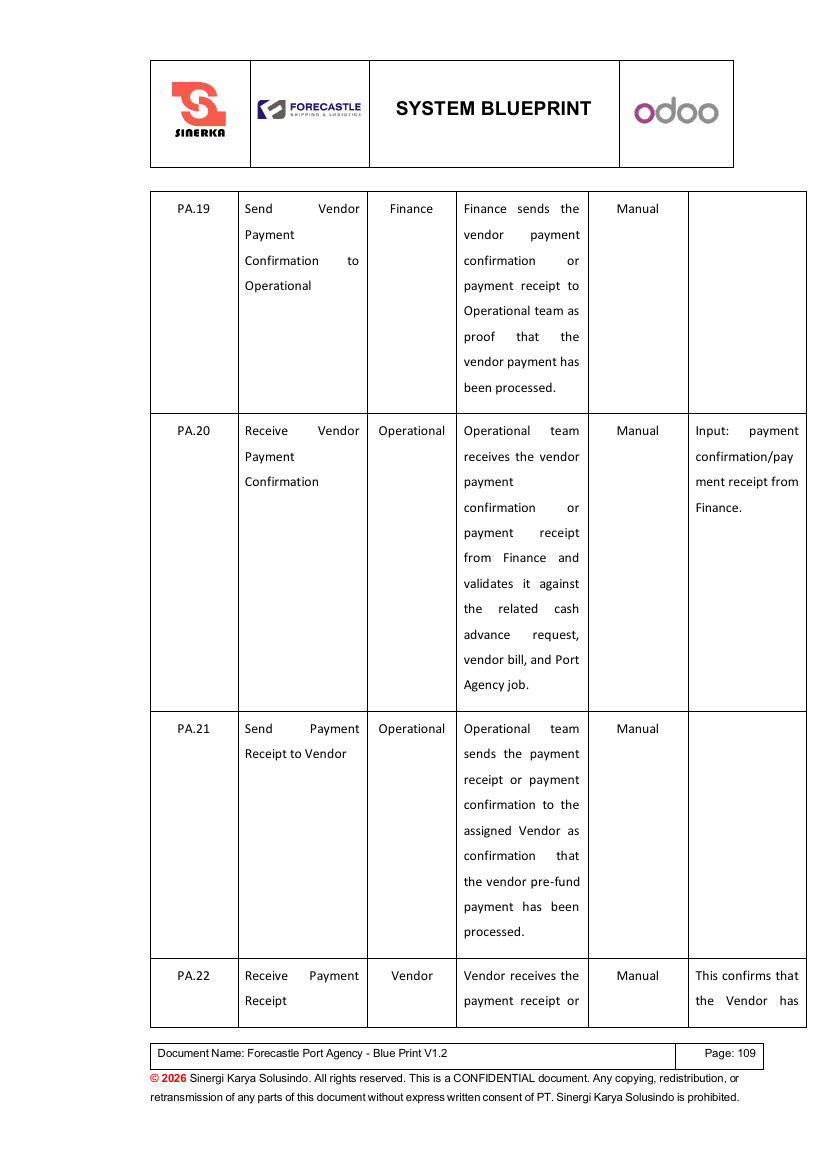 SINERKA
FORECASTLE
SHIPPING & LOGISTICS
SYSTEM BLUEPRINT
odoo
PA.19
Send Vendor
Payment
Confirmation to
Operational
Finance
Finance sends the
vendor payment
confirmation or
payment receipt to
Operational team as
proof that the
vendor payment has
been processed.
Manual
PA.20
Receive Vendor
Payment
Confirmation
Operational
Operational team
receives the vendor
payment
confirmation or
payment receipt
from Finance and
validates it against
the related cash
advance request,
vendor bill, and Port
Agency job.
Manual
Input: payment
confirmation/pay
ment receipt from
Finance.
PA.21
Send Payment
Receipt to Vendor
Operational
Operational team
sends the payment
receipt or payment
confirmation to the
assigned Vendor as
confirmation that
the vendor pre-fund
payment has been
processed.
Manual
PA.22
Receive Payment
Receipt
Vendor
Vendor receives the
payment receipt or
Manual
This confirms that
the Vendor has
Document Name: Forecastle Port Agency - Blue Print V1.2
Page: 109
© 2026 Sinergi Karya Solusindo. All rights reserved. This is a CONFIDENTIAL document. Any copying, redistribution, or
retransmission of any parts of this document without express written consent of PT. Sinergi Karya Solusindo is prohibited.